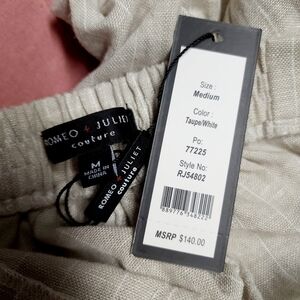 ROMEO + JULIET
couture
M
MADE IN
CHINA
ROMEO + JULIET
couture
Size :
Medium
Color :
Taupe/White
Po:
77225
Style No:
RJS4802
MSRP $140.00